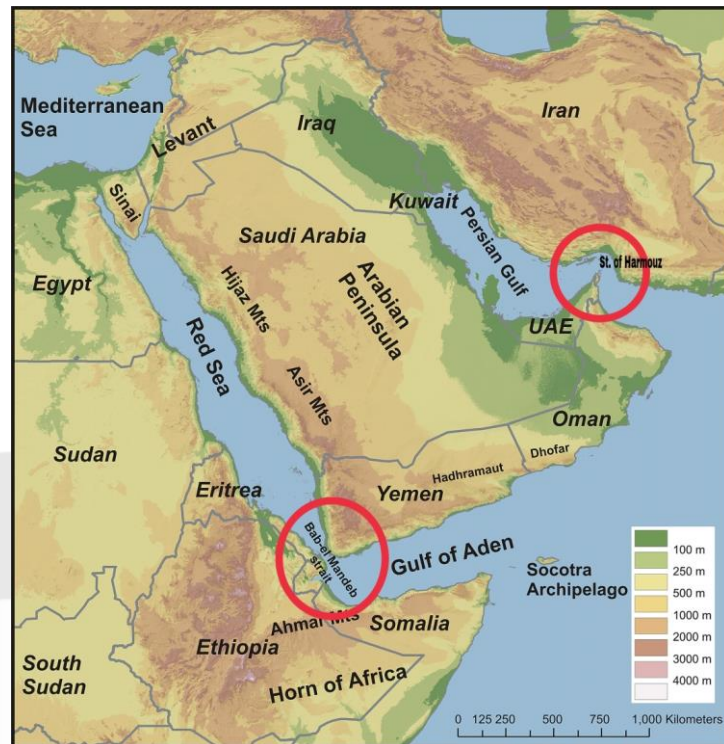 Mediterranean
Sea
Levant
Iraq
Iran
Sinai
Kuwait
Persian Gulf
St. of Harmouz
Egypt
Saudi Arabia
Hijaz Mts
Arabian
Peninsula
UAE
Red Sea
Asir Mts
Oman
Sudan
Dhofar
Hadhramaut
Yemen
Eritrea
Bab-el Mandeb
strait
Gulf of Aden
Socotra
Archipelago
Ahmar Mts
Somalia
Ethiopia
South
Sudan
Horn of Africa
100 m
250 m
500 m
1000 m
2000 m
3000 m
4000 m
0 125 250 500 750 1,000 Kilometers